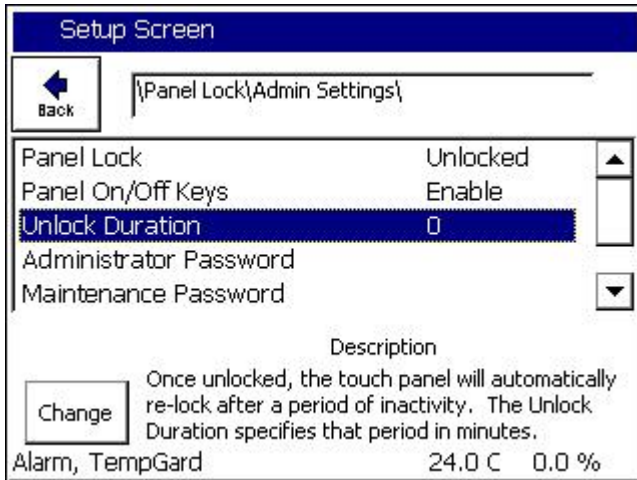 Setup Screen
Back
\Panel Lock\Admin Settings\
Panel Lock Unlocked
Panel On/Off Keys Enable
Unlock Duration 0
Administrator Password
Maintenance Password
Description
Once unlocked, the touch panel will automatically
re-lock after a period of inactivity. The Unlock
Duration specifies that period in minutes.
Change
Alarm, TempGard 24.0 C 0.0 %